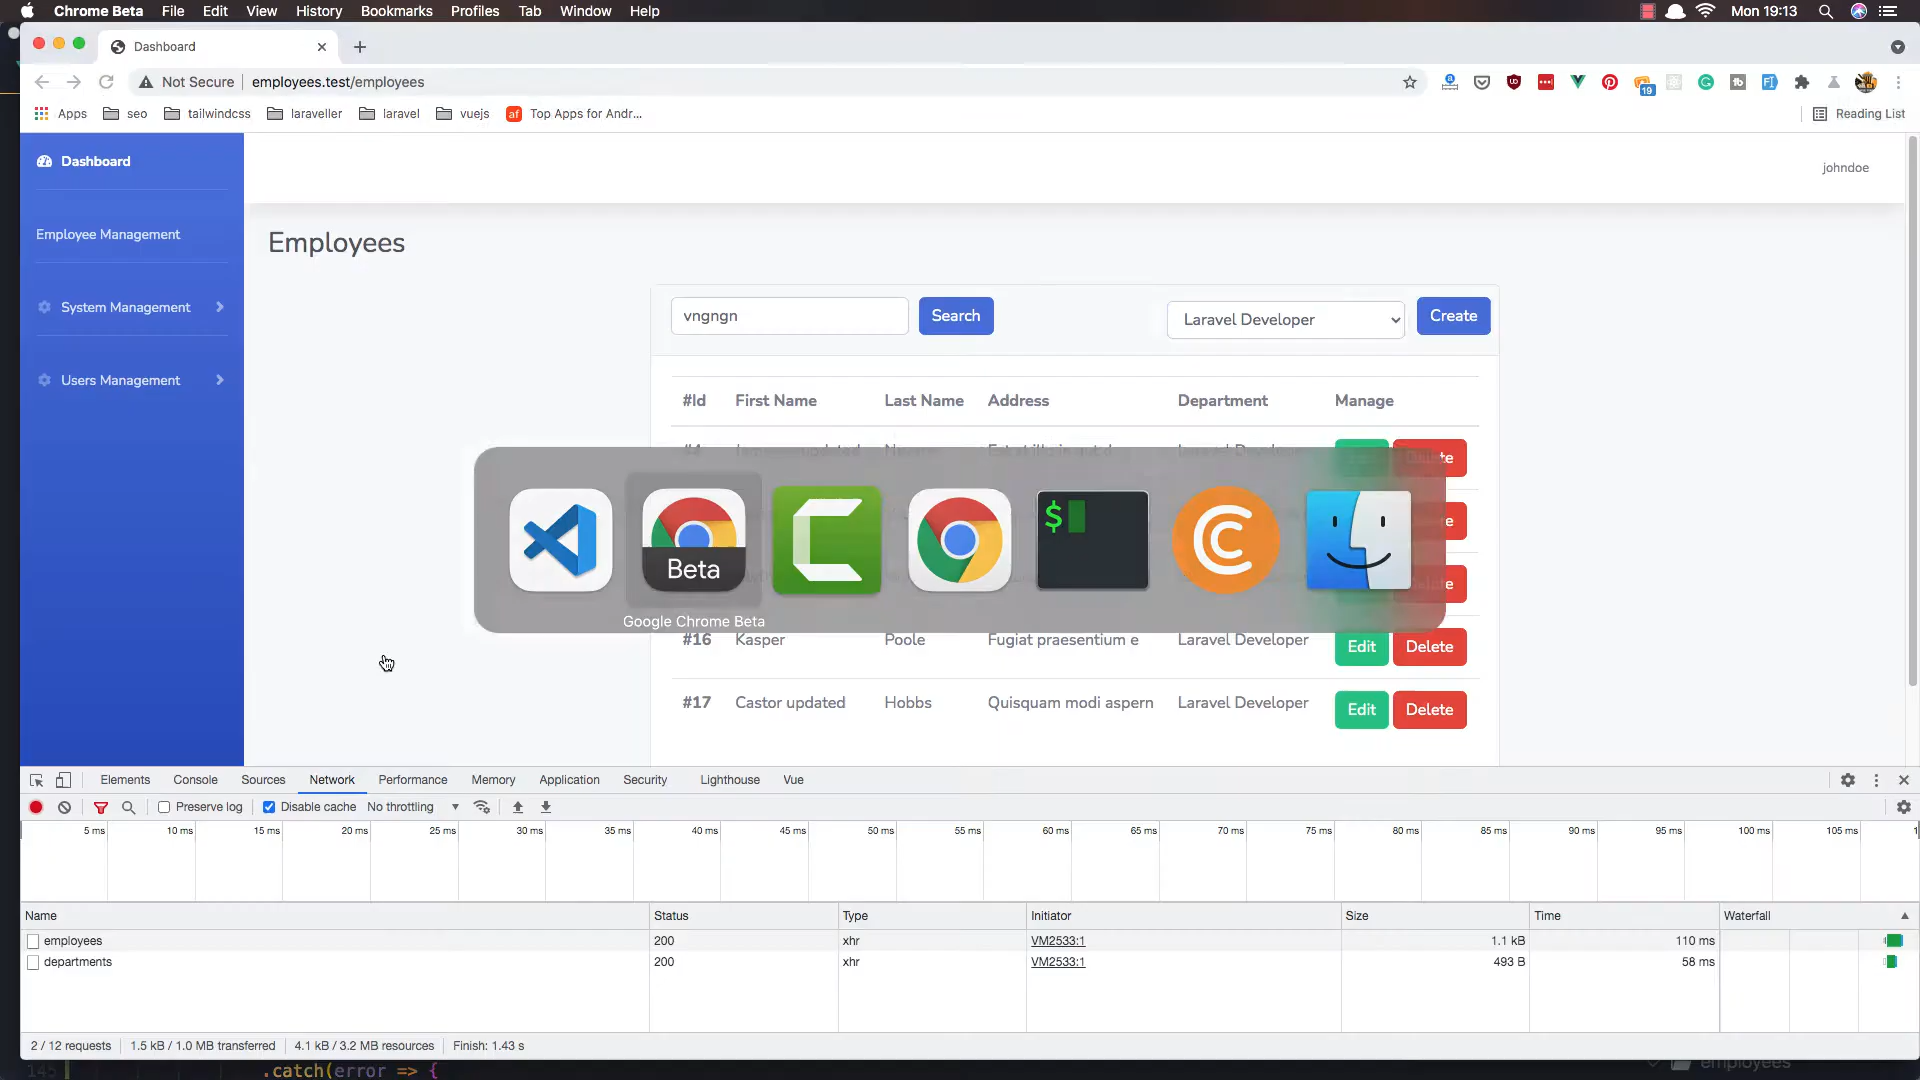 Chrome Beta File Edit View History Bookmarks Profiles Tab Window Help Mon 19:13
Dashboard
Not Secure employees.test/employees
19
Apps seo tailwindcss laraveller laravel vuejs af Top Apps for Andr... Reading List
Dashboard
johndoe
Employee Management
Employees
System Management
vngngn Search Laravel Developer Create
Users Management
#Id First Name Last Name Address Department Manage
$
Beta
Google Chrome Beta
#16 Kasper Poole Fugiat praesentium e Laravel Developer Edit Delete
#17 Castor updated Hobbs Quisquam modi aspern Laravel Developer Edit Delete
Elements Console Sources Network Performance Memory Application Security Lighthouse Vue
Preserve log Disable cache No throttling
5 ms 10 ms 15 ms 20 ms 25 ms 30 ms 35 ms 40 ms 45 ms 50 ms 55 ms 60 ms 65 ms 70 ms 75 ms 80 ms 85 ms 90 ms 95 ms 100 ms 105 ms
Name Status Type Initiator Size Time Waterfall
employees 200 xhr VM2533:1 1.1 kB 110 ms
departments 200 xhr VM2533:1 493 B 58 ms
2 / 12 requests 1.5 kB / 1.0 MB transferred 4.1 kB / 3.2 MB resources Finish: 1.43 s
145 .catch(error => { employees